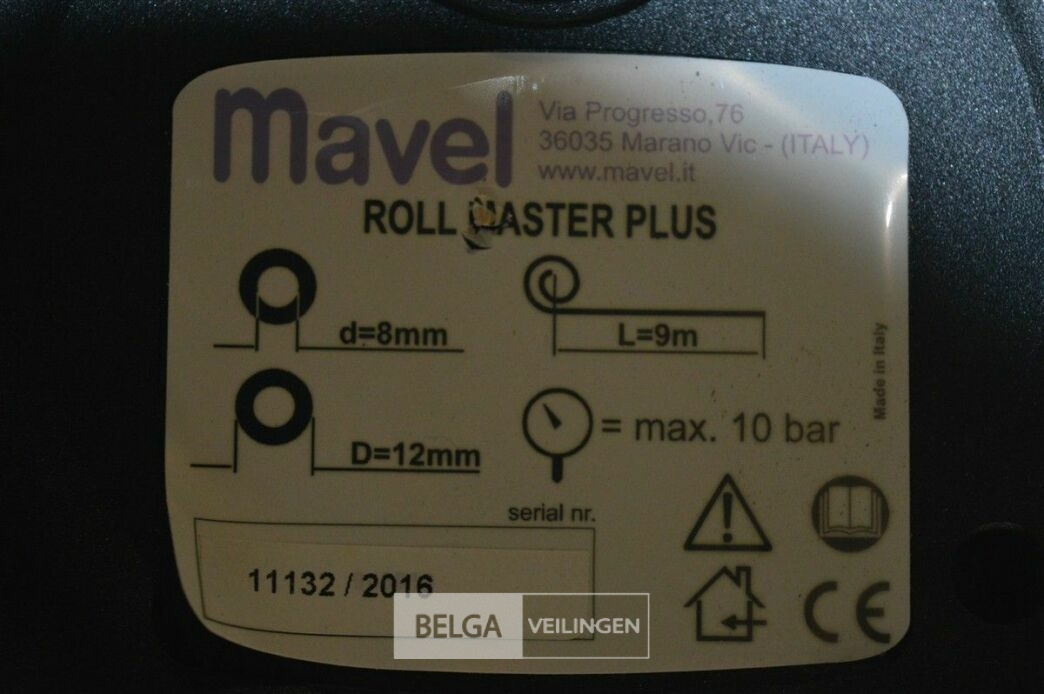 mavel
Via Progresso,76
36035 Marano Vic - (ITALY)
www.mavel.it
ROLL MASTER PLUS
d=8mm
L=9m
D=12mm
= max. 10 bar
Made in Italy
serial nr.
11132 / 2016
CE
BELGA VEILINGEN